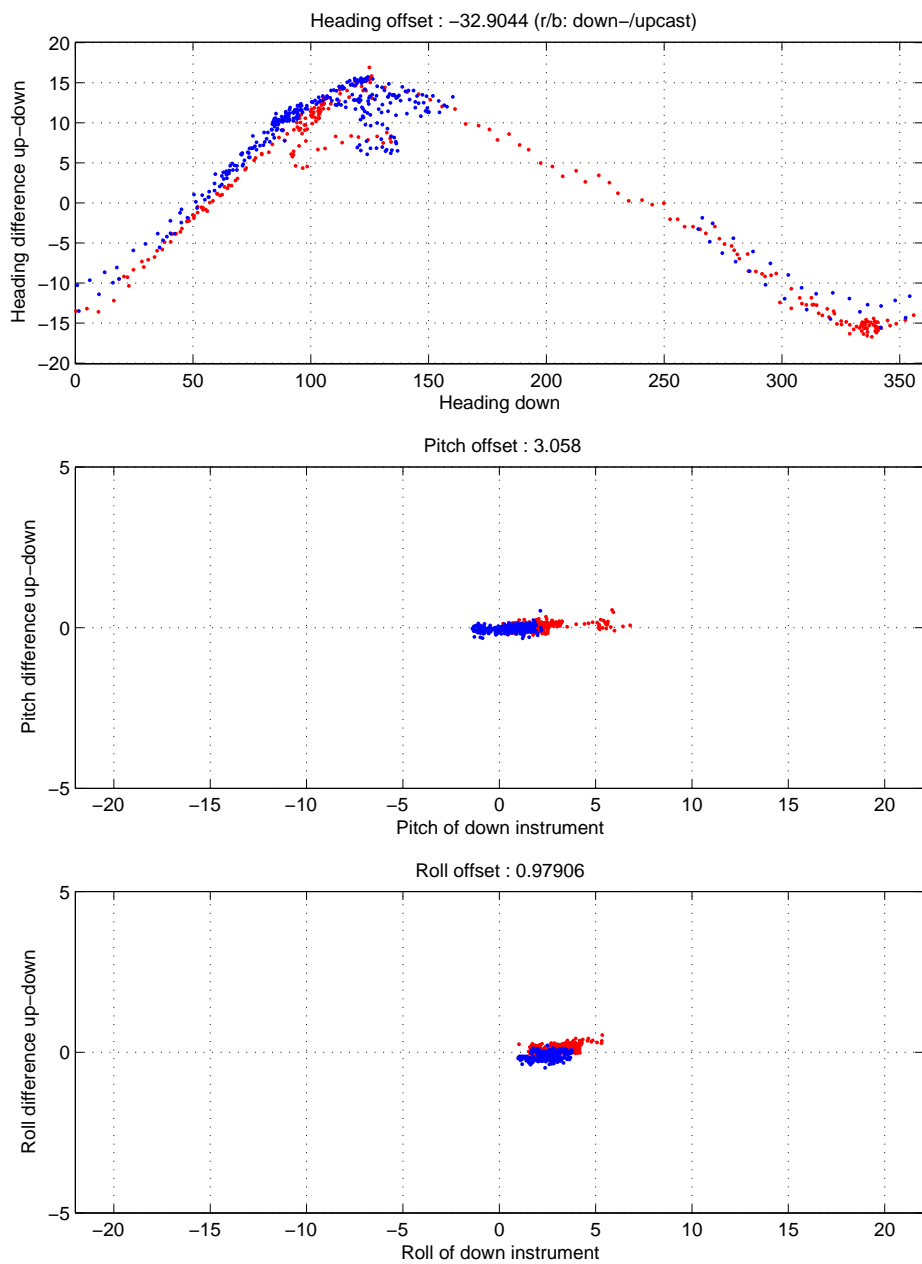 Heading offset : −32.9044 (r/b: down−/upcast)
20
15
10
5
0
−5
−10
−15
−20
Heading difference up−down
0 50 100 150 200 250 300 350
Heading down
Pitch offset : 3.058
5
0
−5
Pitch difference up−down
−20 −15 −10 −5 0 5 10 15 20
Pitch of down instrument
Roll offset : 0.97906
5
0
−5
Roll difference up−down
−20 −15 −10 −5 0 5 10 15 20
Roll of down instrument